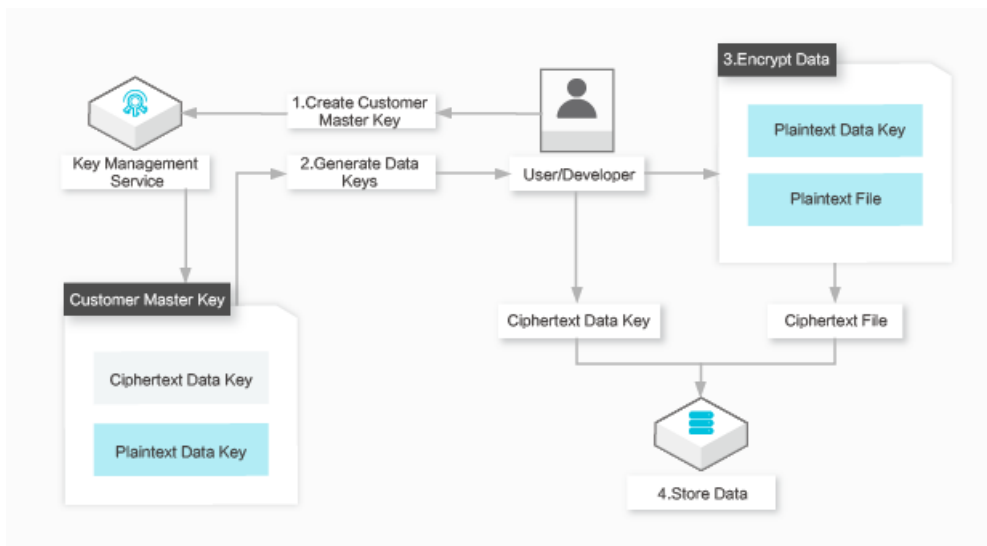 3.Encrypt Data
1.Create Customer
Master Key
Plaintext Data Key
Key Management
Service
2.Generate Data
Keys
User/Developer
Plaintext File
Customer Master Key
Ciphertext Data Key
Ciphertext File
Ciphertext Data Key
Plaintext Data Key
4.Store Data